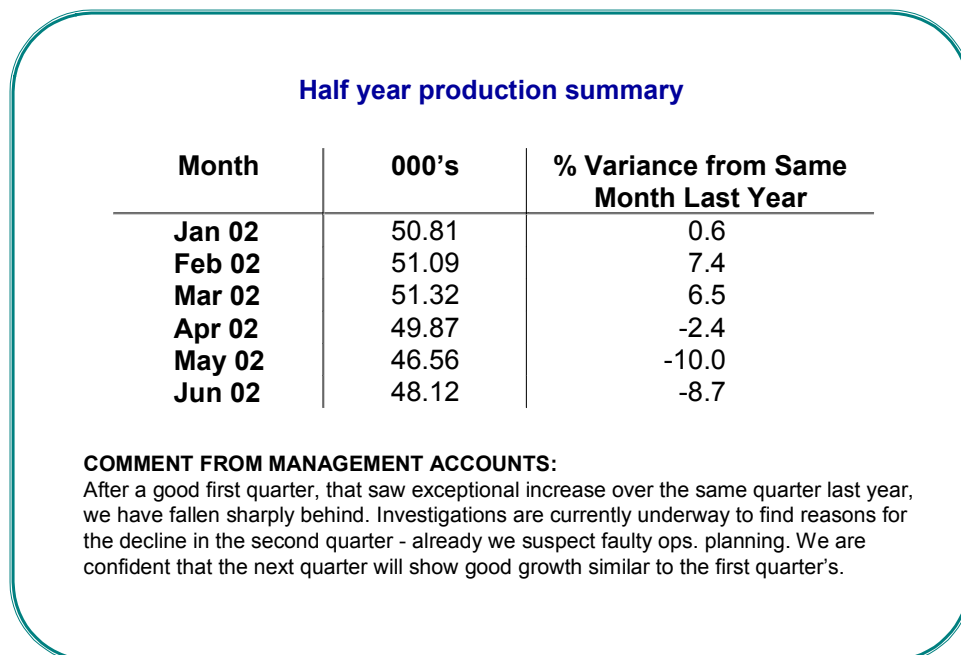 Half year production summary
Month 000's % Variance from Same
Month Last Year
Jan 02 50.81 0.6
Feb 02 51.09 7.4
Mar 02 51.32 6.5
Apr 02 49.87 -2.4
May 02 46.56 -10.0
Jun 02 48.12 -8.7
COMMENT FROM MANAGEMENT ACCOUNTS:
After a good first quarter, that saw exceptional increase over the same quarter last year,
we have fallen sharply behind. Investigations are currently underway to find reasons for
the decline in the second quarter - already we suspect faulty ops. planning. We are
confident that the next quarter will show good growth similar to the first quarter's.